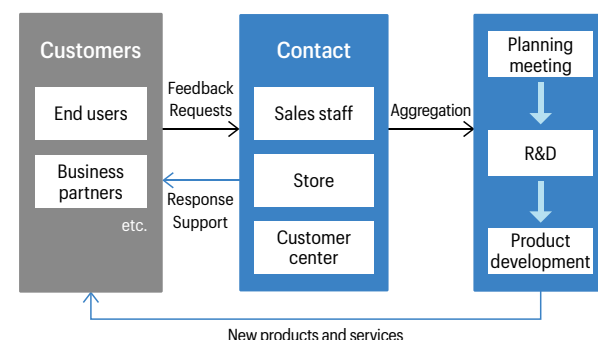 Customers
End users
Business
partners
etc.
Feedback
Requests
Response
Support
Contact
Sales staff
Store
Customer
center
Aggregation
Planning
meeting
R&D
Product
development
New products and services